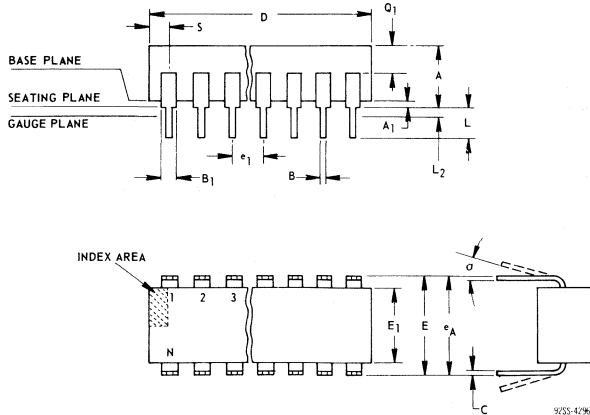 D
S
Q1
BASE PLANE
A
SEATING PLANE
GAUGE PLANE
A1
L
L2
e1
B1
B
INDEX AREA
α
1 2 3
E1
E
eA
N
C
92SS-4296